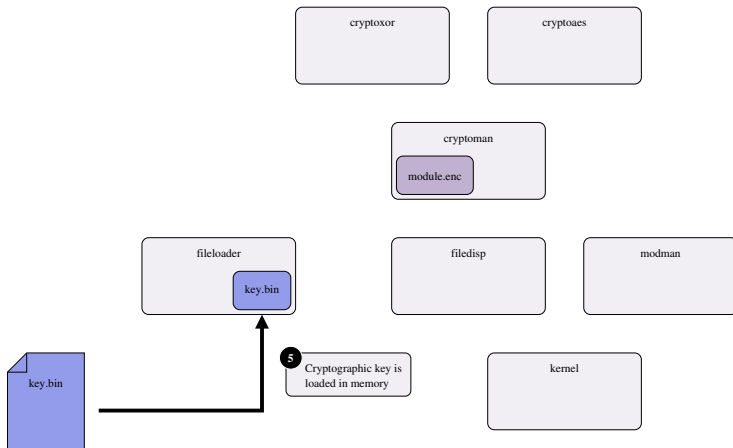 cryptoxor
cryptoaes
cryptoman
module.enc
fileloader
key.bin
filedisp
modman
key.bin
5
Cryptographic key is
loaded in memory
kernel